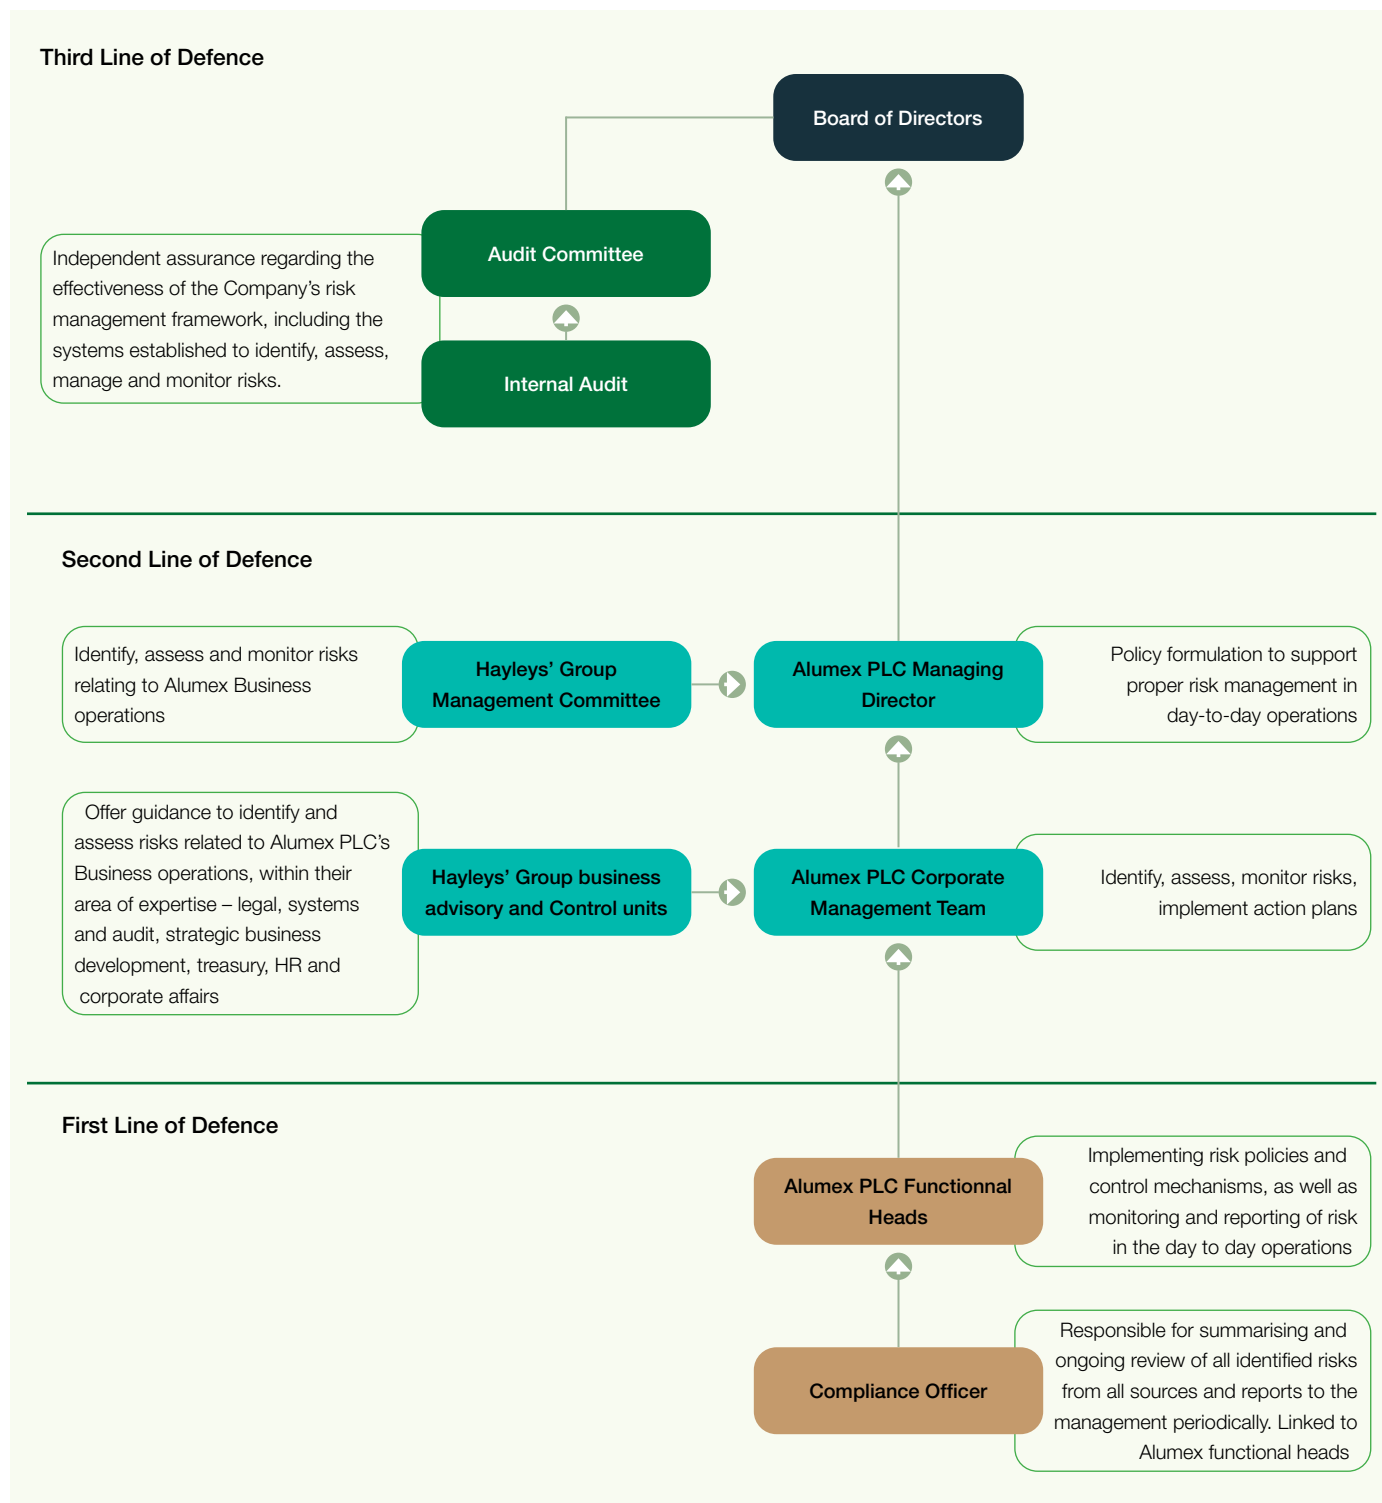 Third Line of Defence
Board of Directors
Audit Committee
Independent assurance regarding the
effectiveness of the Company’s risk
management framework, including the
systems established to identify, assess,
manage and monitor risks.
Internal Audit
Second Line of Defence
Identify, assess and monitor risks
relating to Alumex Business
operations
Hayleys’ Group
Management Committee
Alumex PLC Managing
Director
Policy formulation to support
proper risk management in
day-to-day operations
Offer guidance to identify and
assess risks related to Alumex PLC’s
Business operations, within their
area of expertise – legal, systems
and audit, strategic business
development, treasury, HR and
corporate affairs
Hayleys’ Group business
advisory and Control units
Alumex PLC Corporate
Management Team
Identify, assess, monitor risks,
implement action plans
First Line of Defence
Alumex PLC Functionnal
Heads
Implementing risk policies and
control mechanisms, as well as
monitoring and reporting of risk
in the day to day operations
Compliance Officer
Responsible for summarising and
ongoing review of all identified risks
from all sources and reports to the
management periodically. Linked to
Alumex functional heads